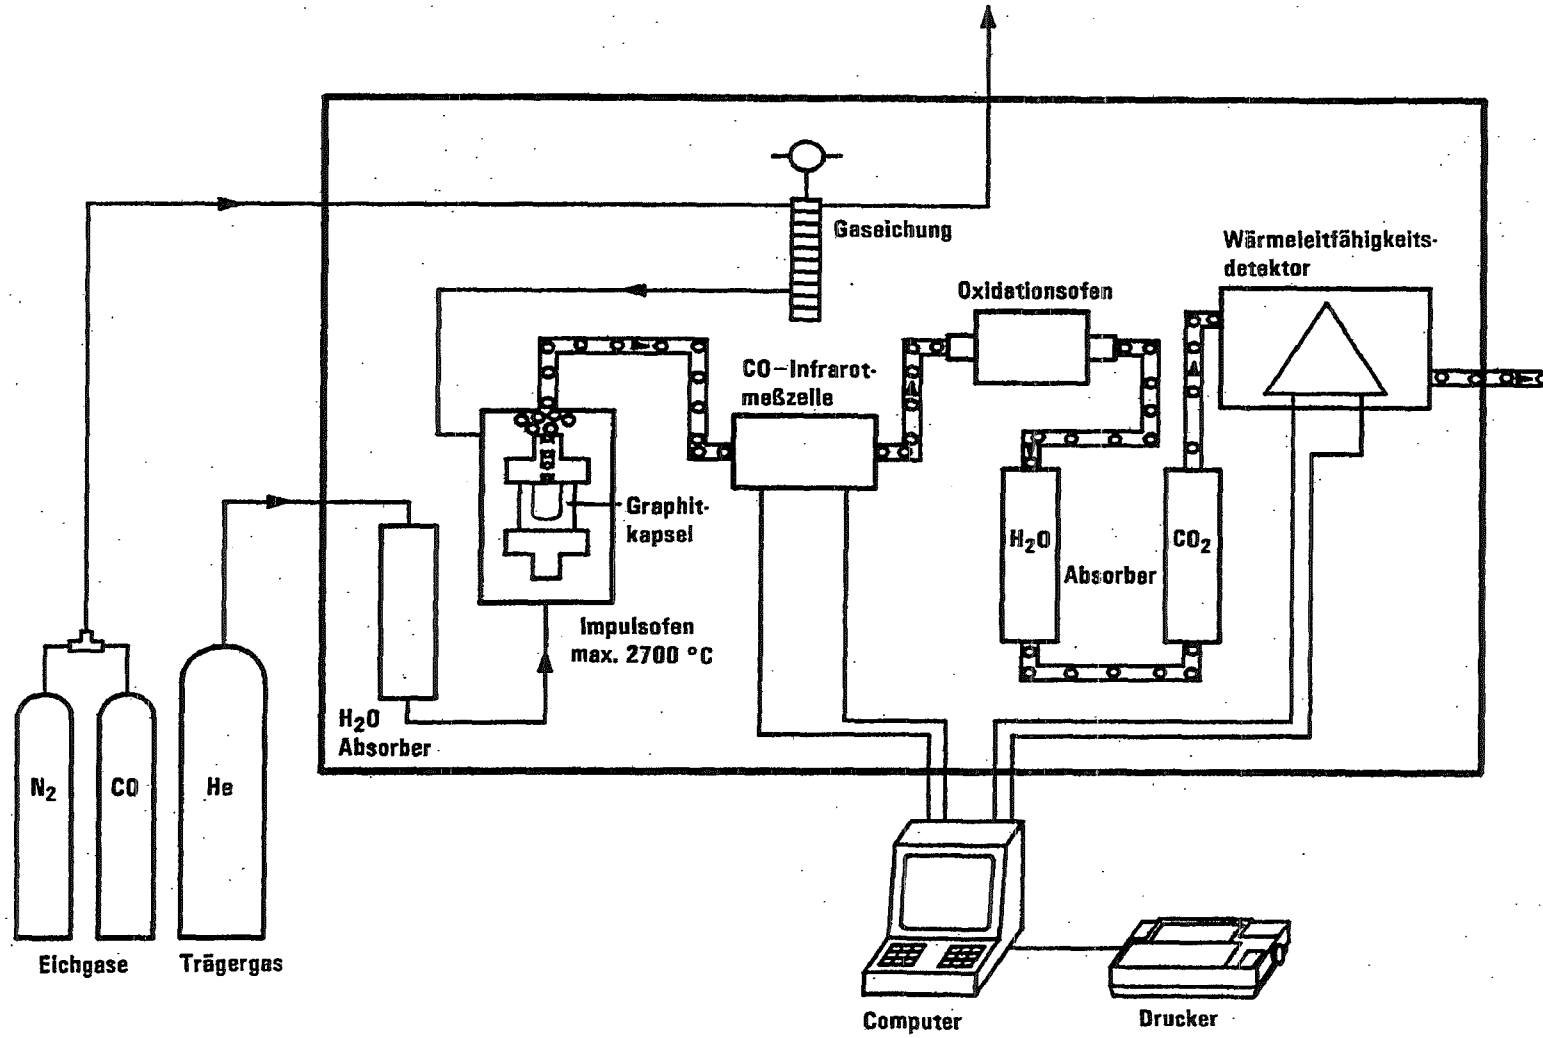 Gaseichung
Wärmeleitfähigkeits-
detektor
Oxidationsofen
CO-Infrarot-
meßzelle
Graphit-
kapsel
H₂O
CO₂
Absorber
Impulsofen
max. 2700 °C
H₂O
Absorber
N₂
CO
He
Eichgase
Trägergas
Computer
Drucker